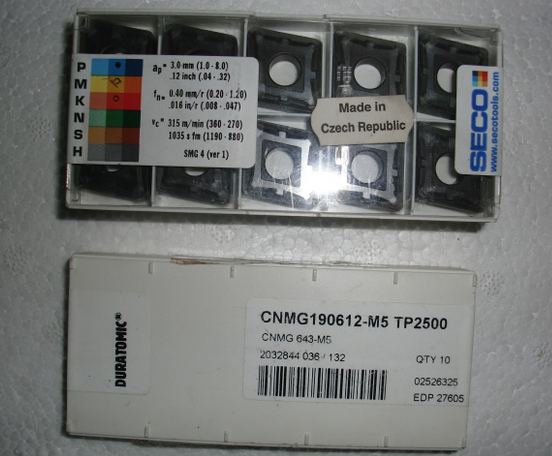 P
M
K
N
S
H
ap= 3.0 mm (1.0 - 8.0)
.12 inch (.04 - .32)
fn= 0.40 mm/r (0.20 - 1.20)
.016 in/r (.008 - .047)
vc= 315 m/min (360 - 270)
1035 s fm (1190 - 880)
SMG 4 (ver 1)
Made in
Czech Republic
SECO
www.secotools.com
DURATOMIC®
CNMG190612-M5 TP2500
CNMG 643-M5
2032844 036 / 132
QTY 10
02526325
EDP 27605